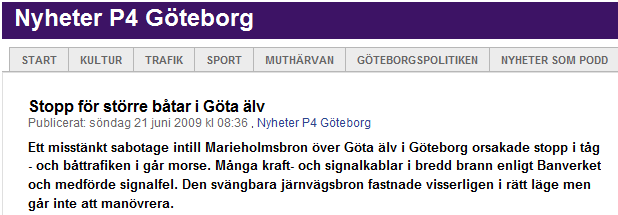 Nyheter P4 Göteborg
START KULTUR TRAFIK SPORT MUTHÄRVAN GÖTEBORGSPOLITIKEN NYHETER SOM PODD
Stopp för större båtar i Göta älv
Publicerat: söndag 21 juni 2009 kl 08:36 , Nyheter P4 Göteborg
Ett misstänkt sabotage intill Marieholmsbron över Göta älv i Göteborg orsakade stopp i tåg
- och båttrafiken i går morse. Många kraft- och signalkablar i bredd brann enligt Banverket
och medförde signalfel. Den svängbara järnvägsbron fastnade visserligen i rätt läge men
går inte att manövrera.